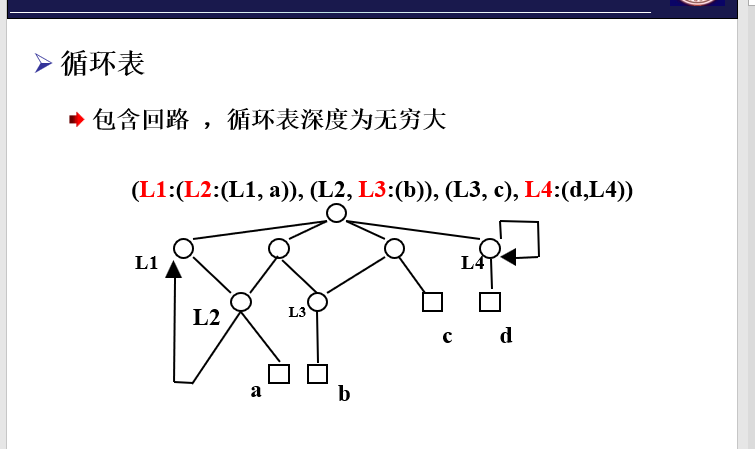 循环表
包含回路 ，循环表深度为无穷大
(L1:(L2:(L1, a)), (L2, L3:(b)), (L3, c), L4:(d,L4))
L1
L4
L2
L3
c
d
a
b